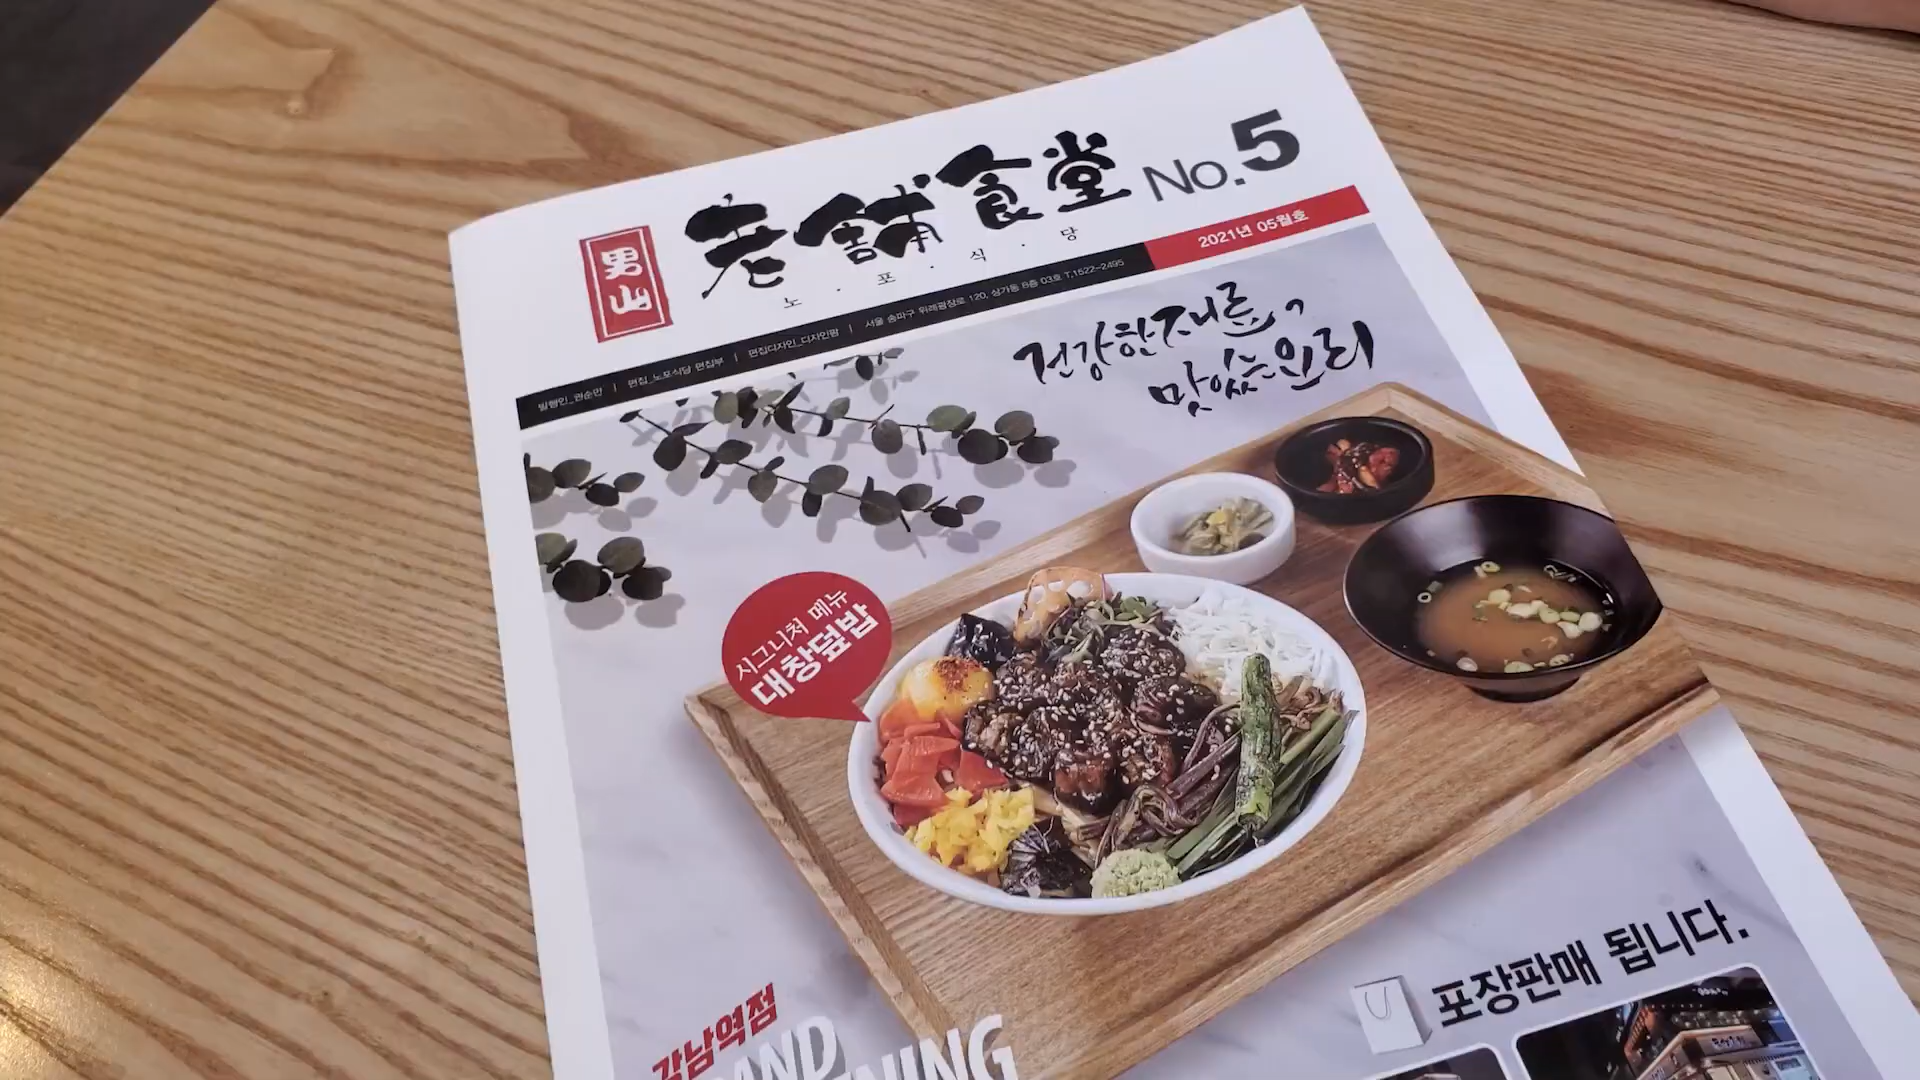 男山
老鋪食堂 No.5
노·포·식·당
2021년 05월호
발행인_권순만 | 편집_노포식당 편집부 | 편집디자인_디자인팜 | 서울 송파구 위례광장로 120, 상가동 B층 03호 T.1522-2495
건강한 재료,
맛있는 요리
시그니처 메뉴
대창덮밥
포장판매 됩니다.
강남역점